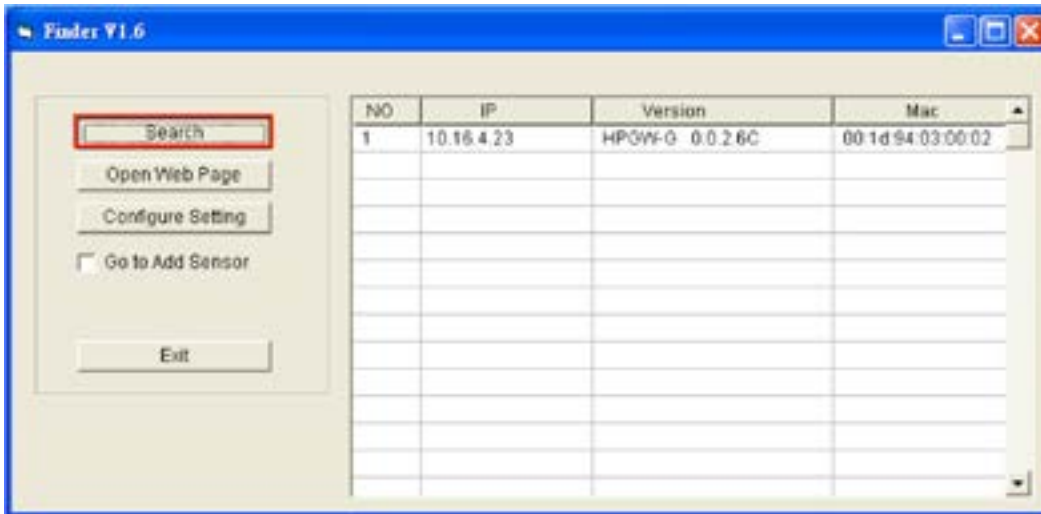 Finder V1.6
Search
Open Web Page
Configure Setting
Go to Add Sensor
Exit
NO IP Version Mac
1 10.16.4.23 HPGW-G 0.0.2.6C 00:1d:94:03:00:02